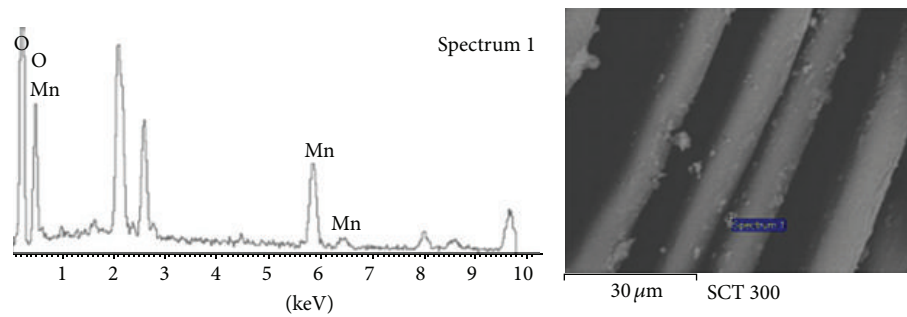 O
O
Mn
Spectrum 1
Mn
Mn
1 2 3 4 5 6 7 8 9 10
(keV)
Spectrum 1
30 μm SCT 300